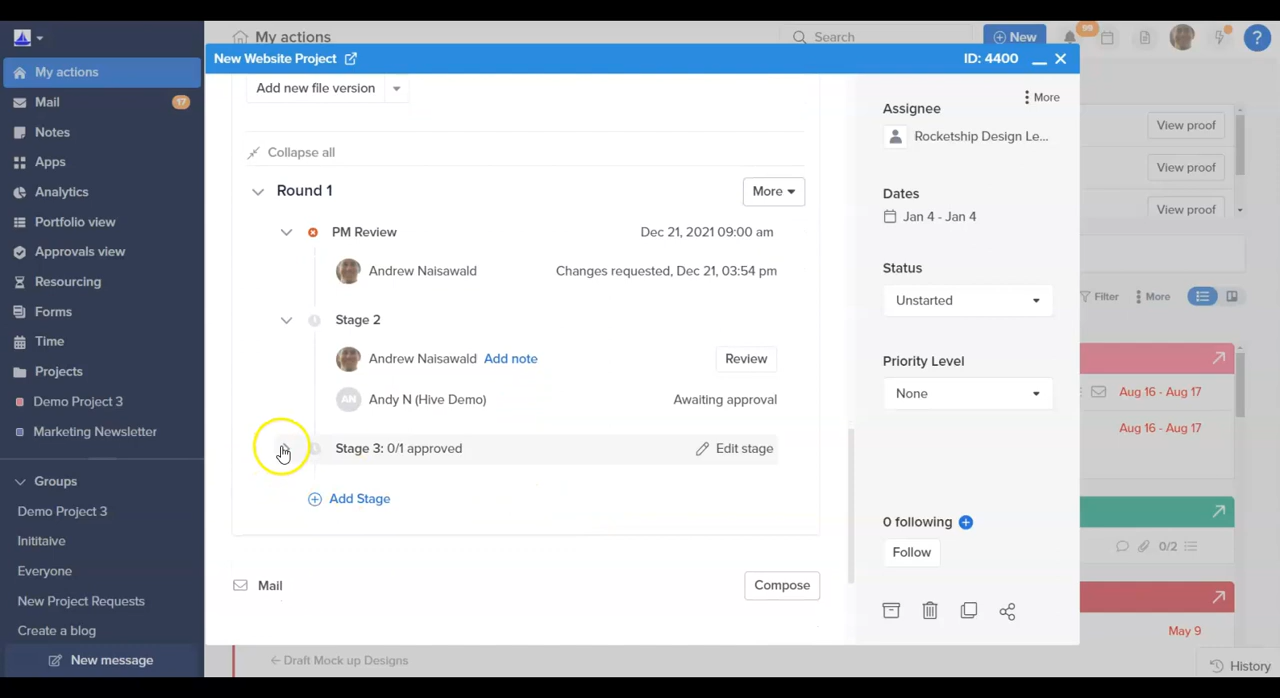 My actions
Search
New
99
?
My actions
Mail
17
Notes
Apps
Analytics
Portfolio view
Approvals view
Resourcing
Forms
Time
Projects
Demo Project 3
Marketing Newsletter
Groups
Demo Project 3
Inititaive
Everyone
New Project Requests
Create a blog
New message
New Website Project
ID: 4400
Add new file version
Collapse all
Round 1
More
PM Review
Dec 21, 2021 09:00 am
Andrew Naisawald
Changes requested, Dec 21, 03:54 pm
Stage 2
Andrew Naisawald Add note
Review
AN
Andy N (Hive Demo)
Awaiting approval
Stage 3: 0/1 approved
Edit stage
Add Stage
Mail
Compose
More
Assignee
Rocketship Design Le...
Dates
Jan 4 - Jan 4
Status
Unstarted
Priority Level
None
0 following
Follow
View proof
View proof
View proof
Filter
More
Aug 16 - Aug 17
Aug 16 - Aug 17
0/2
May 9
Draft Mock up Designs
History